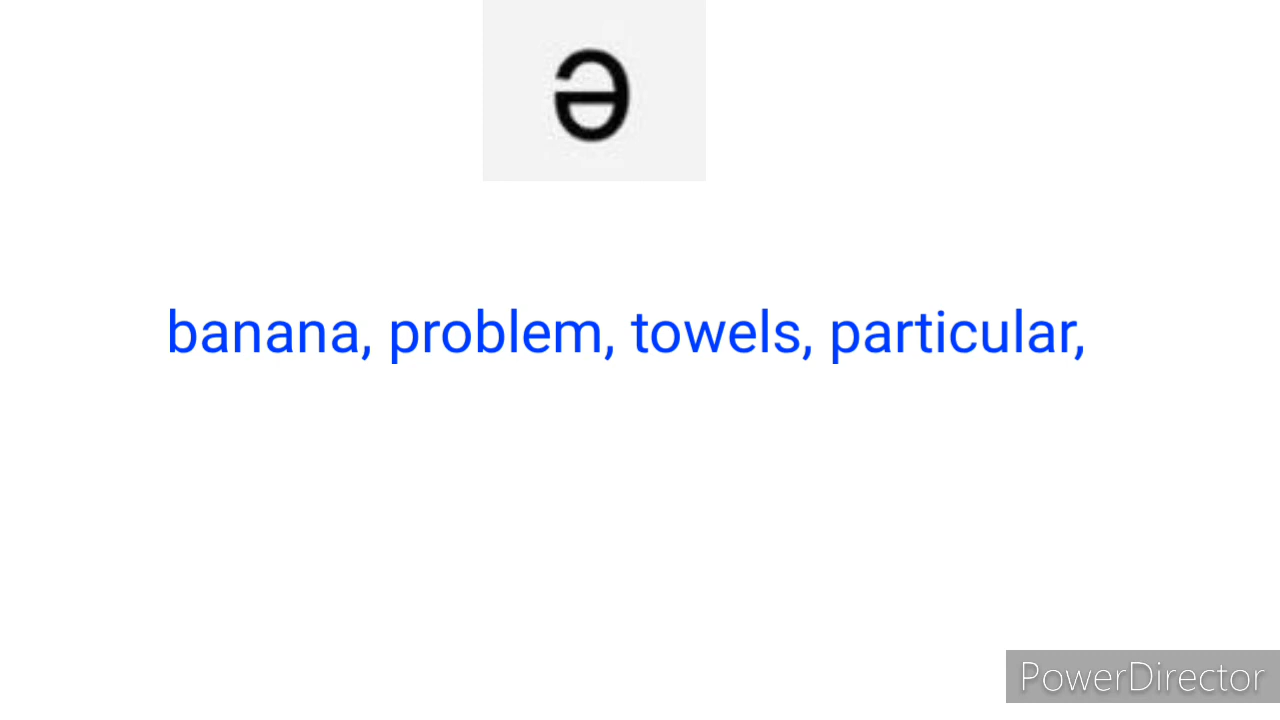 ə
banana, problem, towels, particular,
PowerDirector